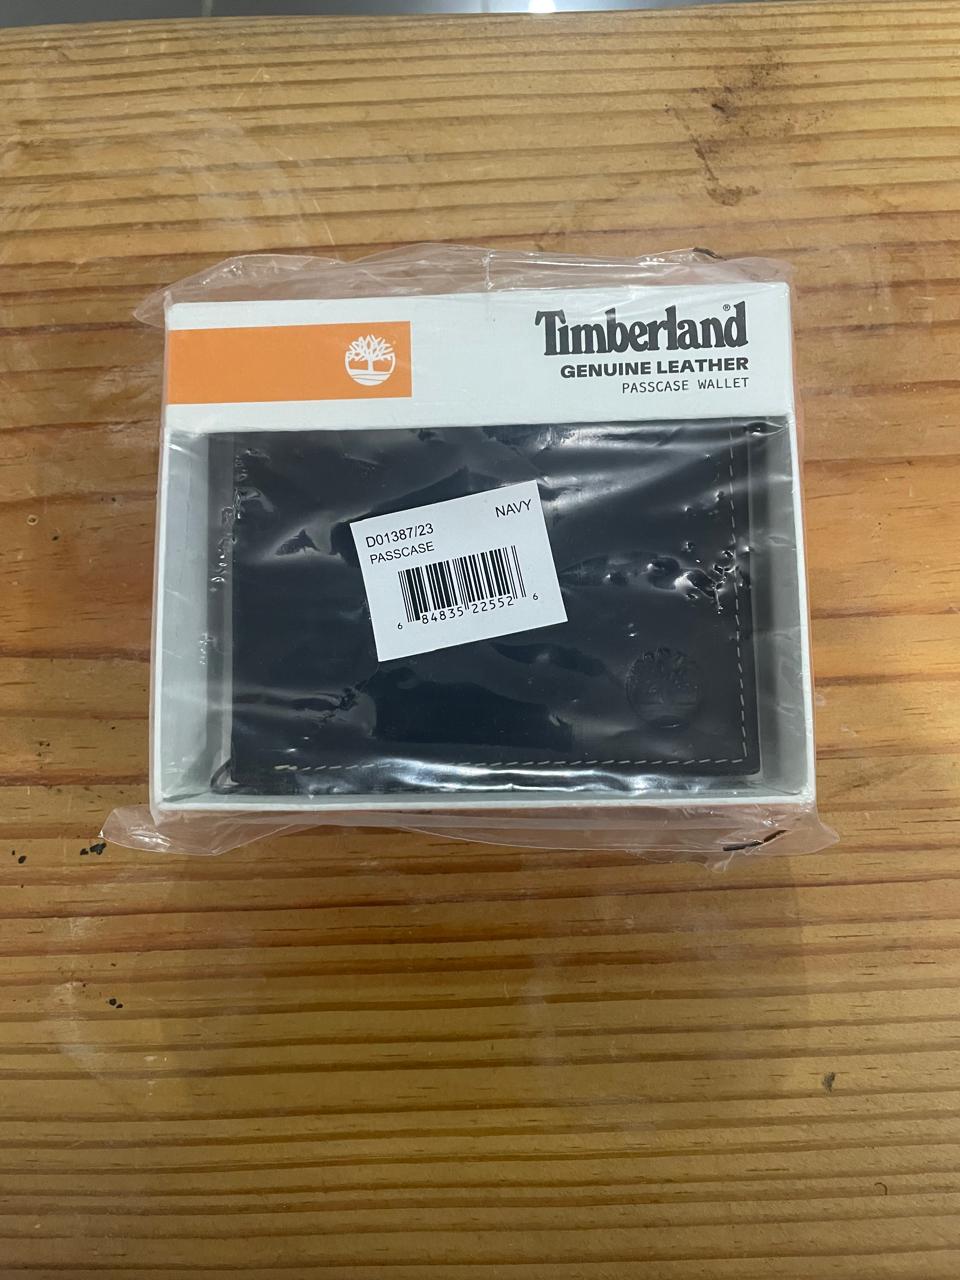 Timberland®
GENUINE LEATHER
PASSCASE WALLET
NAVY
D01387/23
PASSCASE
6 84835 22552 6